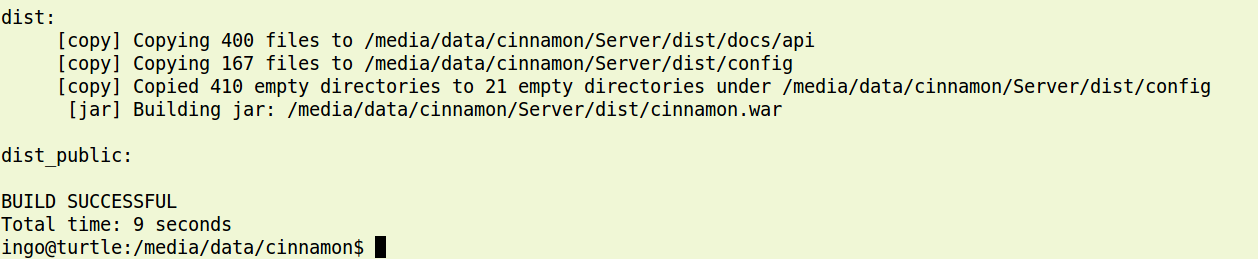 dist:
[copy] Copying 400 files to /media/data/cinnamon/Server/dist/docs/api
[copy] Copying 167 files to /media/data/cinnamon/Server/dist/config
[copy] Copied 410 empty directories to 21 empty directories under /media/data/cinnamon/Server/dist/config
[jar] Building jar: /media/data/cinnamon/Server/dist/cinnamon.war
dist_public:
BUILD SUCCESSFUL
Total time: 9 seconds
ingo@turtle:/media/data/cinnamon$